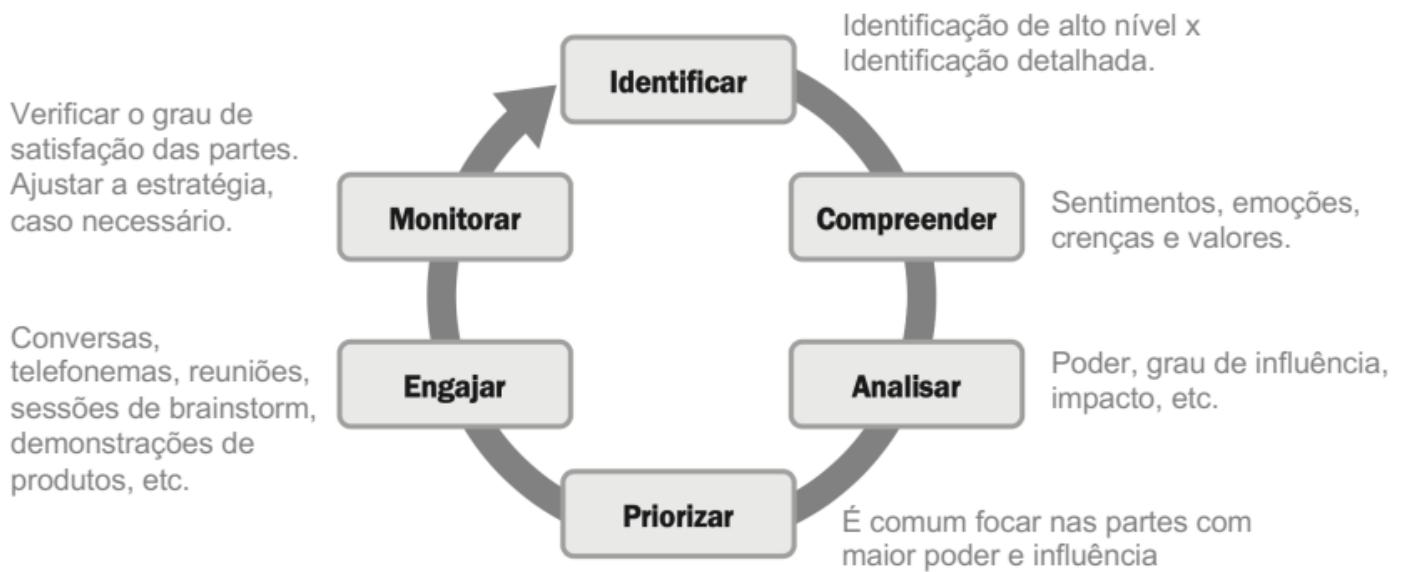 Identificar
Identificação de alto nível x
Identificação detalhada.
Compreender
Sentimentos, emoções,
crenças e valores.
Analisar
Poder, grau de influência,
impacto, etc.
Priorizar
É comum focar nas partes com
maior poder e influência
Engajar
Conversas,
telefonemas, reuniões,
sessões de brainstorm,
demonstrações de
produtos, etc.
Monitorar
Verificar o grau de
satisfação das partes.
Ajustar a estratégia,
caso necessário.